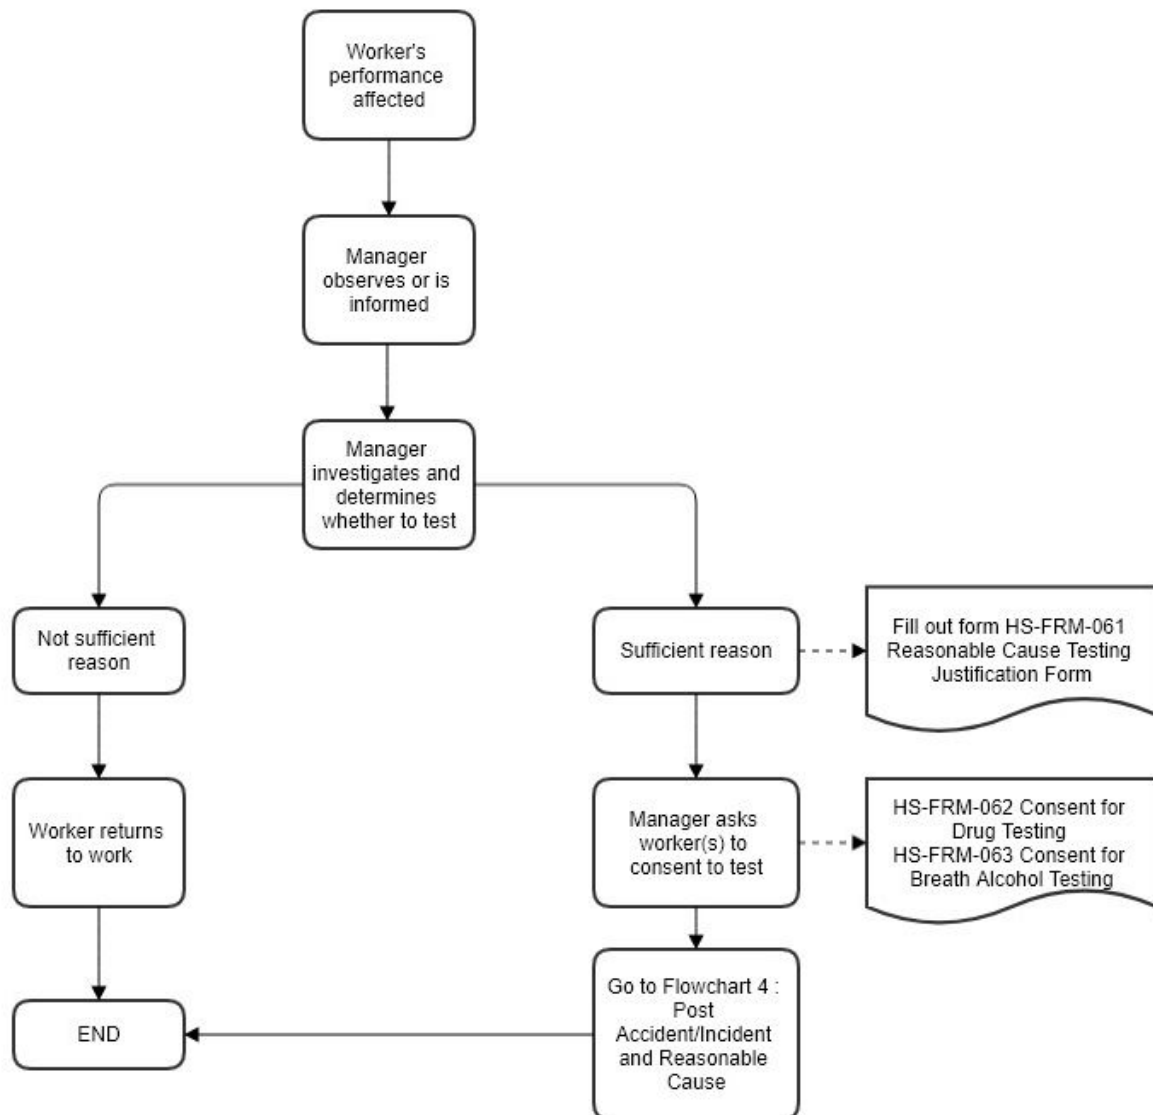 Worker's
performance
affected
Manager
observes or is
informed
Manager
investigates and
determines
whether to test
Not sufficient
reason
Sufficient reason
Fill out form HS-FRM-061
Reasonable Cause Testing
Justification Form
Worker returns
to work
Manager asks
worker(s) to
consent to test
HS-FRM-062 Consent for
Drug Testing
HS-FRM-063 Consent for
Breath Alcohol Testing
END
Go to Flowchart 4 :
Post
Accident/Incident
and Reasonable
Cause